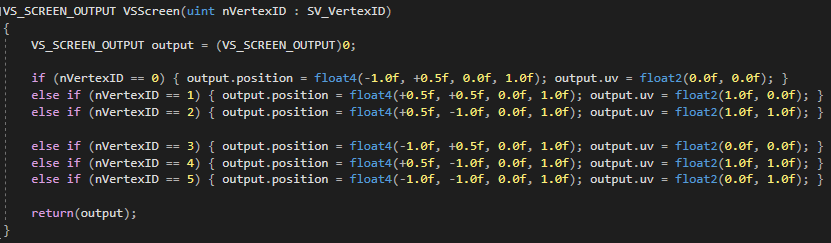 VS_SCREEN_OUTPUT VSScreen(uint nVertexID : SV_VertexID)
{
    VS_SCREEN_OUTPUT output = (VS_SCREEN_OUTPUT)0;

    if (nVertexID == 0) { output.position = float4(-1.0f, +0.5f, 0.0f, 1.0f); output.uv = float2(0.0f, 0.0f); }
    else if (nVertexID == 1) { output.position = float4(+0.5f, +0.5f, 0.0f, 1.0f); output.uv = float2(1.0f, 0.0f); }
    else if (nVertexID == 2) { output.position = float4(+0.5f, -1.0f, 0.0f, 1.0f); output.uv = float2(1.0f, 1.0f); }

    else if (nVertexID == 3) { output.position = float4(-1.0f, +0.5f, 0.0f, 1.0f); output.uv = float2(0.0f, 0.0f); }
    else if (nVertexID == 4) { output.position = float4(+0.5f, -1.0f, 0.0f, 1.0f); output.uv = float2(1.0f, 1.0f); }
    else if (nVertexID == 5) { output.position = float4(-1.0f, -1.0f, 0.0f, 1.0f); output.uv = float2(0.0f, 1.0f); }

    return(output);
}